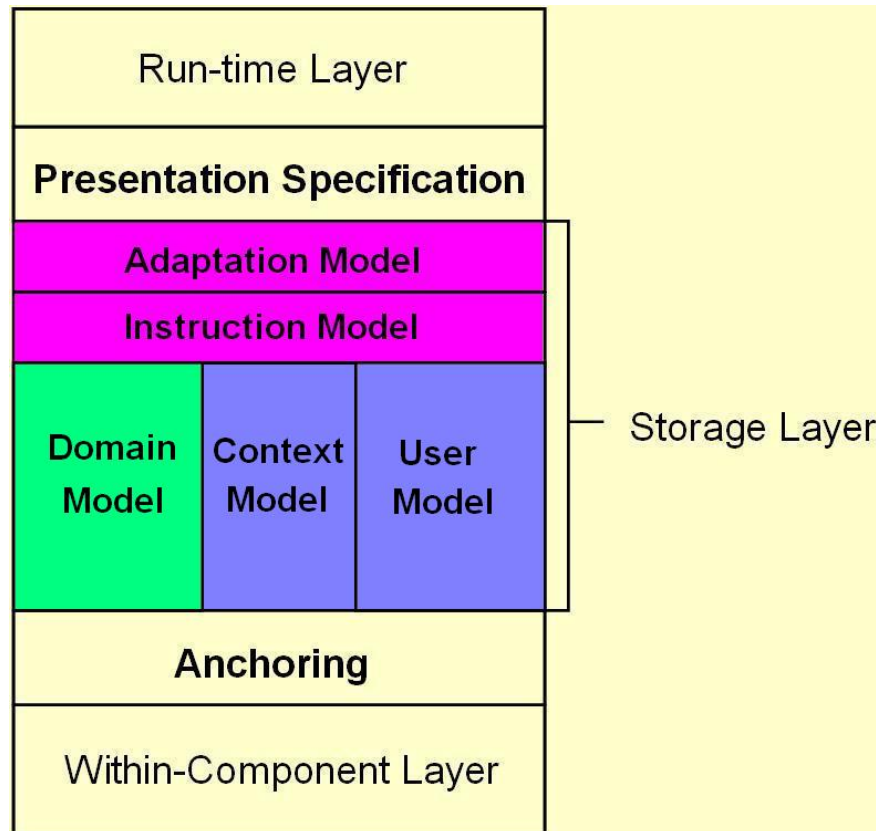 Run-time Layer
Presentation Specification
Adaptation Model
Instruction Model
Domain
Model
Context
Model
User
Model
Storage Layer
Anchoring
Within-Component Layer